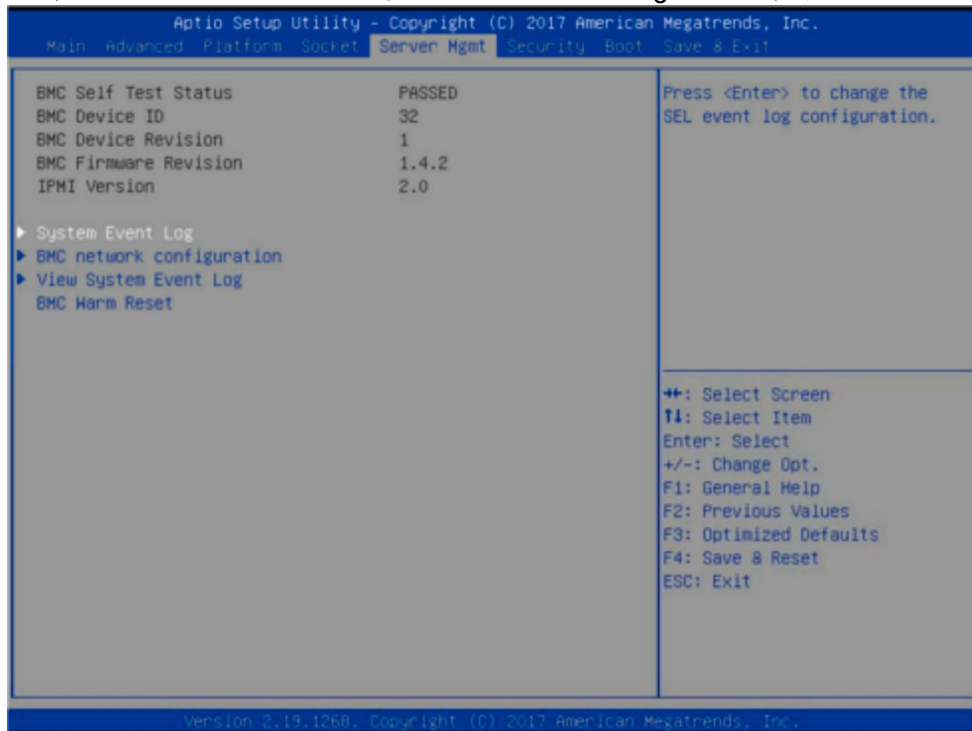 Aptio Setup Utility - Copyright (C) 2017 American Megatrends, Inc.
Main Advanced Platform Socket Server Mgmt Security Boot Save & Exit
BMC Self Test Status PASSED
BMC Device ID 32
BMC Device Revision 1
BMC Firmware Revision 1.4.2
IPMI Version 2.0
System Event Log
BMC network configuration
View System Event Log
BMC Warm Reset
Press <Enter> to change the
SEL event log configuration.
→←: Select Screen
↑↓: Select Item
Enter: Select
+/-: Change Opt.
F1: General Help
F2: Previous Values
F3: Optimized Defaults
F4: Save & Reset
ESC: Exit
Version 2.19.1268. Copyright (C) 2017 American Megatrends, Inc.